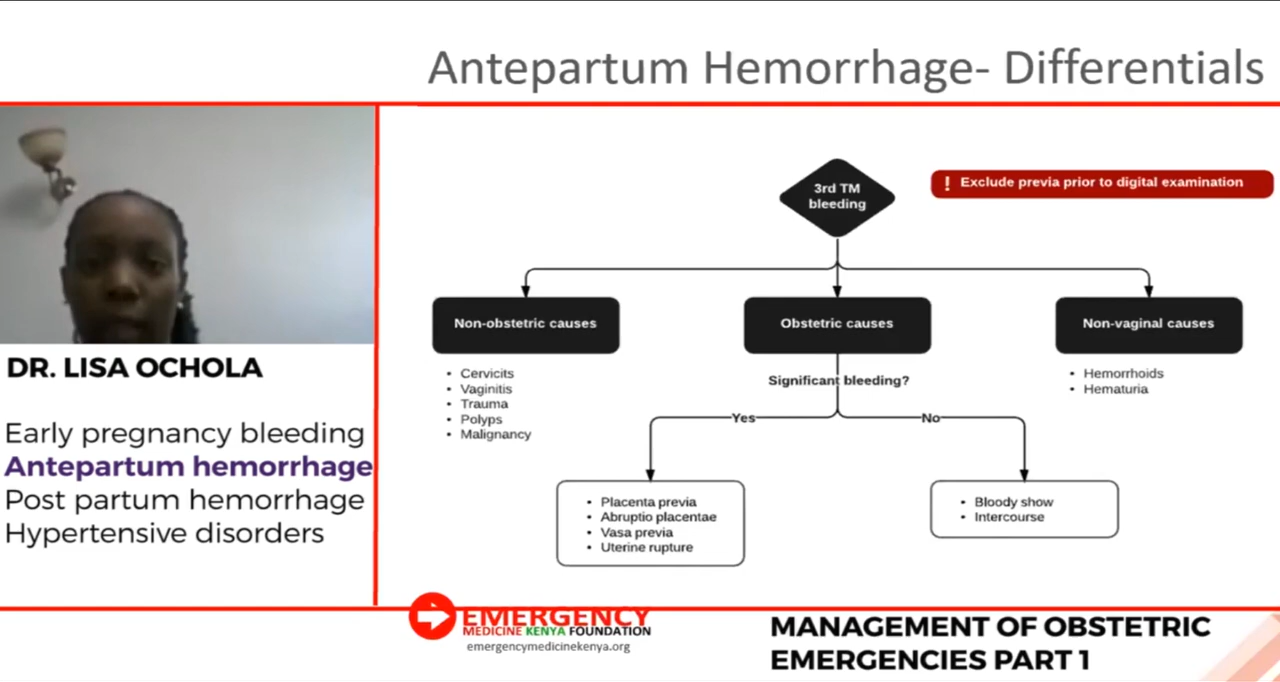 Antepartum Hemorrhage- Differentials
DR. LISA OCHOLA
Early pregnancy bleeding
Antepartum hemorrhage
Post partum hemorrhage
Hypertensive disorders
3rd TM
bleeding
! Exclude previa prior to digital examination
Non-obstetric causes
• Cervicits
• Vaginitis
• Trauma
• Polyps
• Malignancy
Obstetric causes
Significant bleeding?
Yes
No
• Placenta previa
• Abruptio placentae
• Vasa previa
• Uterine rupture
• Bloody show
• Intercourse
Non-vaginal causes
• Hemorrhoids
• Hematuria
EMERGENCY
MEDICINE KENYA FOUNDATION
emergencymedicinekenya.org
MANAGEMENT OF OBSTETRIC
EMERGENCIES PART 1